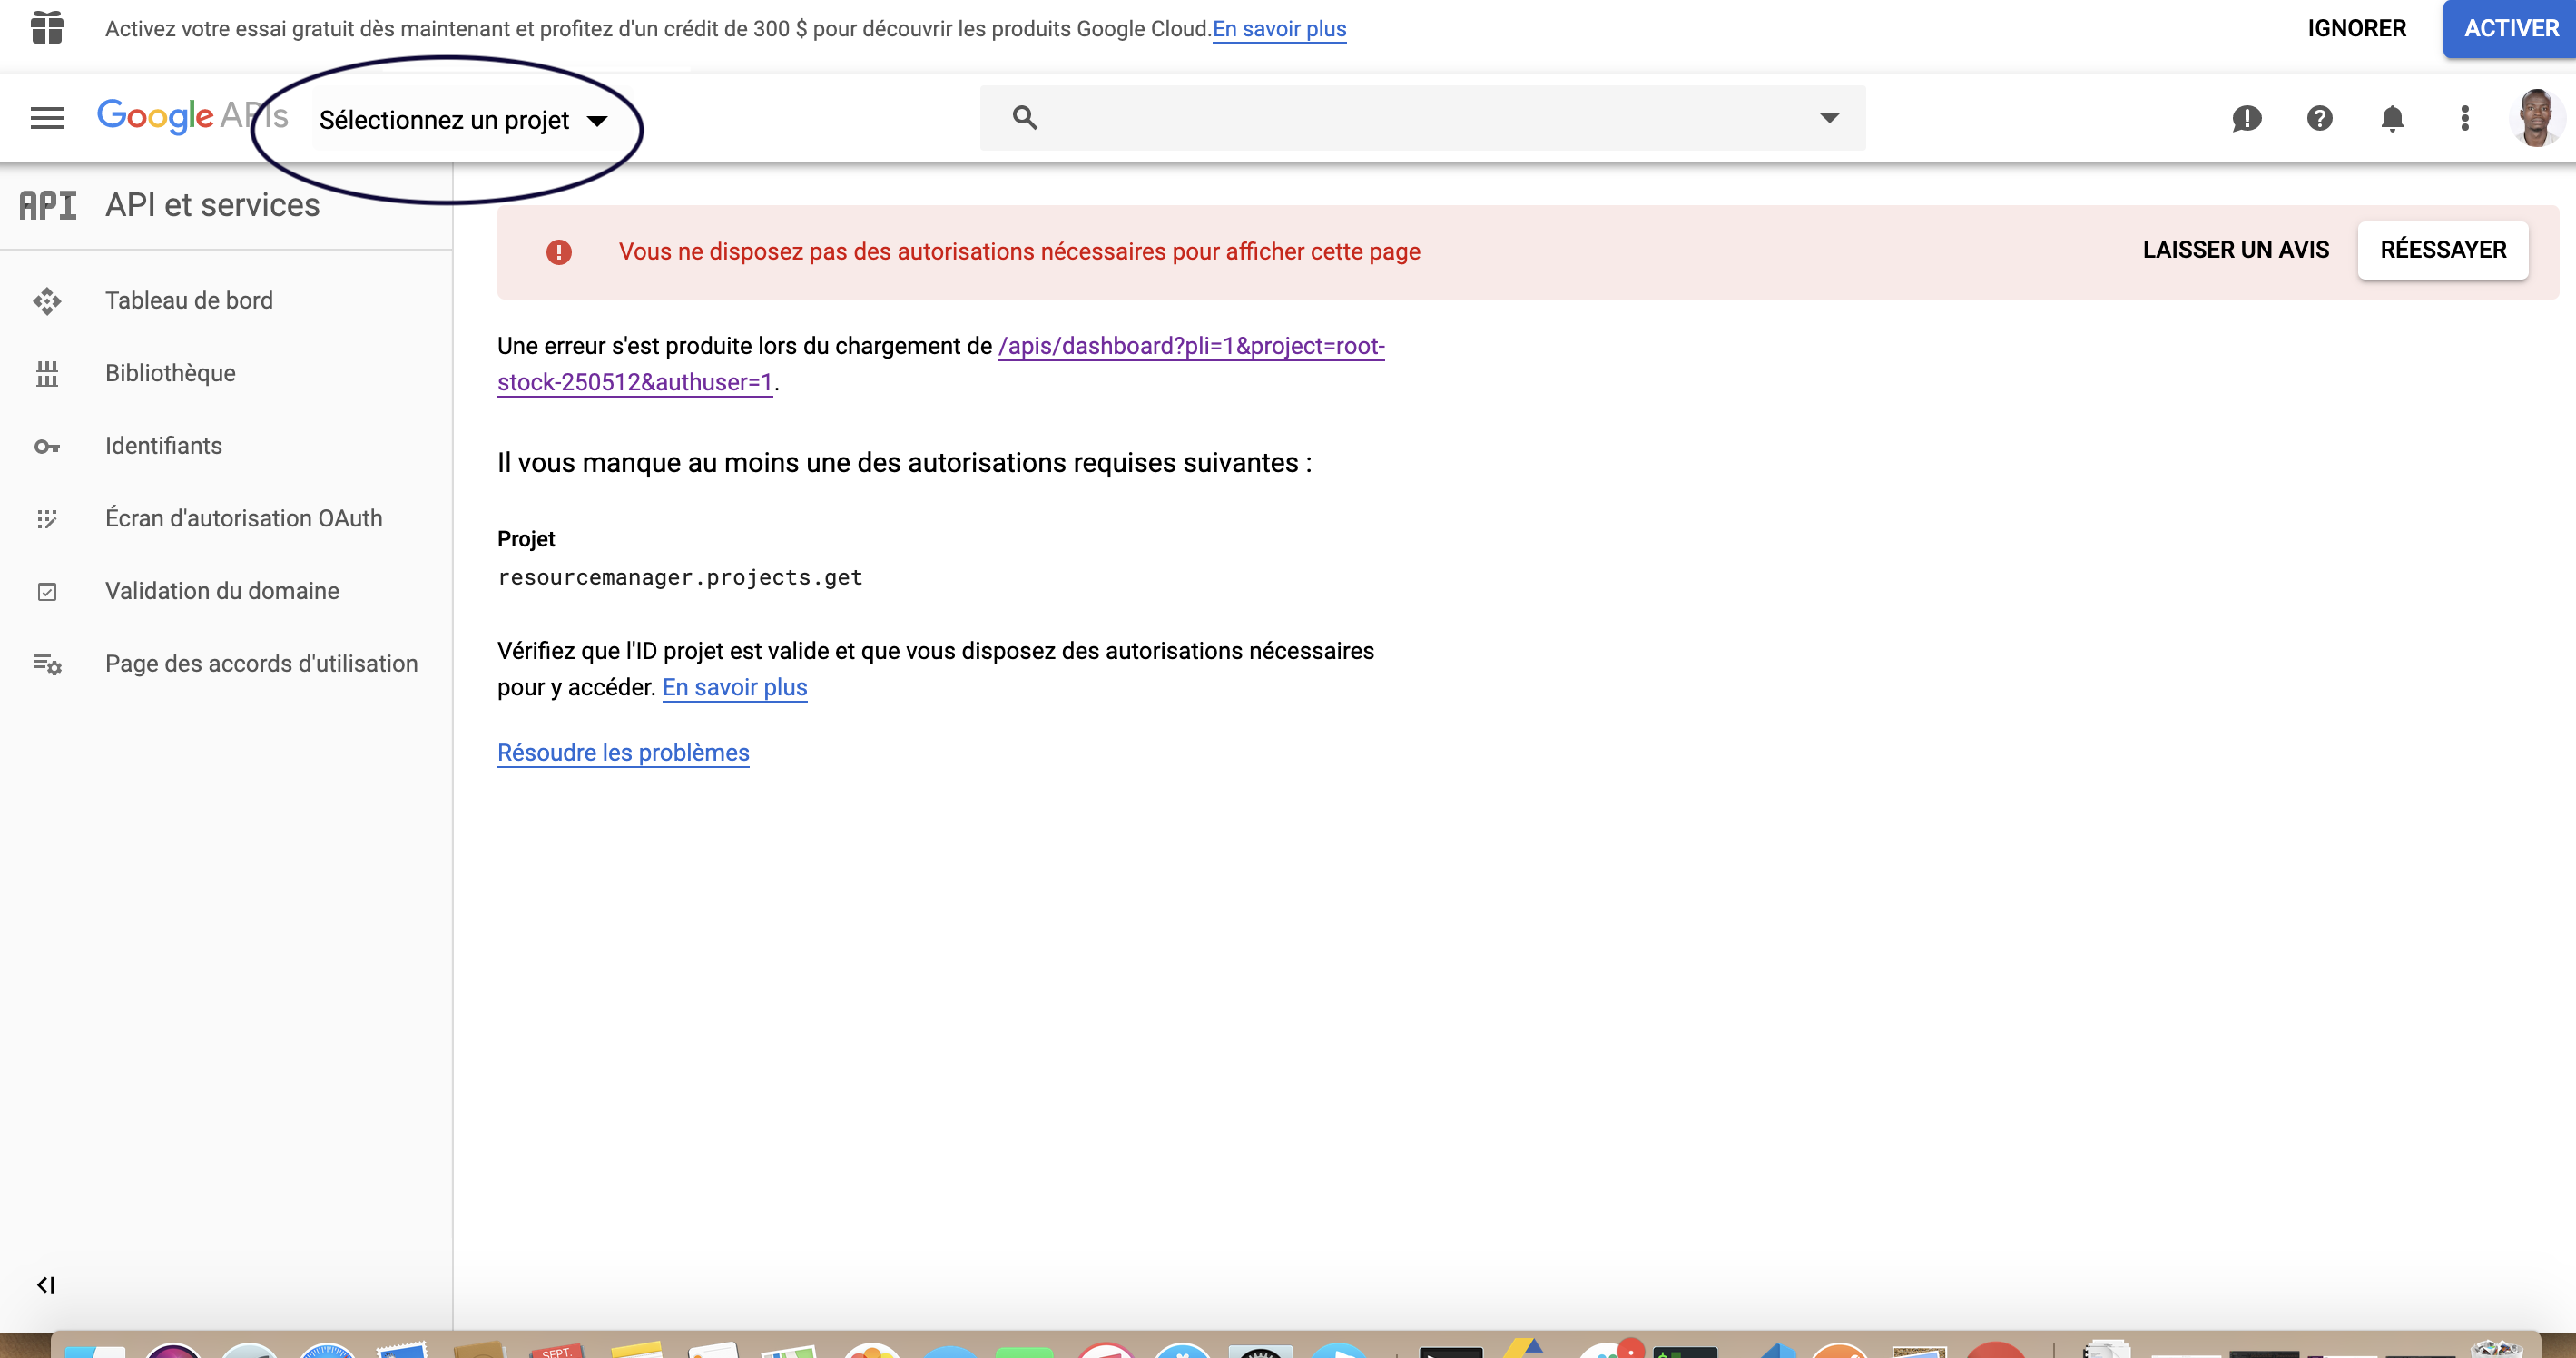 Activez votre essai gratuit dès maintenant et profitez d'un crédit de 300 $ pour découvrir les produits Google Cloud.En savoir plus
IGNORER
ACTIVER
Google APIs
Sélectionnez un projet
API API et services
Vous ne disposez pas des autorisations nécessaires pour afficher cette page
LAISSER UN AVIS
RÉESSAYER
Tableau de bord
Bibliothèque
Identifiants
Écran d'autorisation OAuth
Validation du domaine
Page des accords d'utilisation
Une erreur s'est produite lors du chargement de /apis/dashboard?pli=1&project=root-
stock-250512&authuser=1.
Il vous manque au moins une des autorisations requises suivantes :
Projet
resourcemanager.projects.get
Vérifiez que l'ID projet est valide et que vous disposez des autorisations nécessaires
pour y accéder. En savoir plus
Résoudre les problèmes
SEPT.